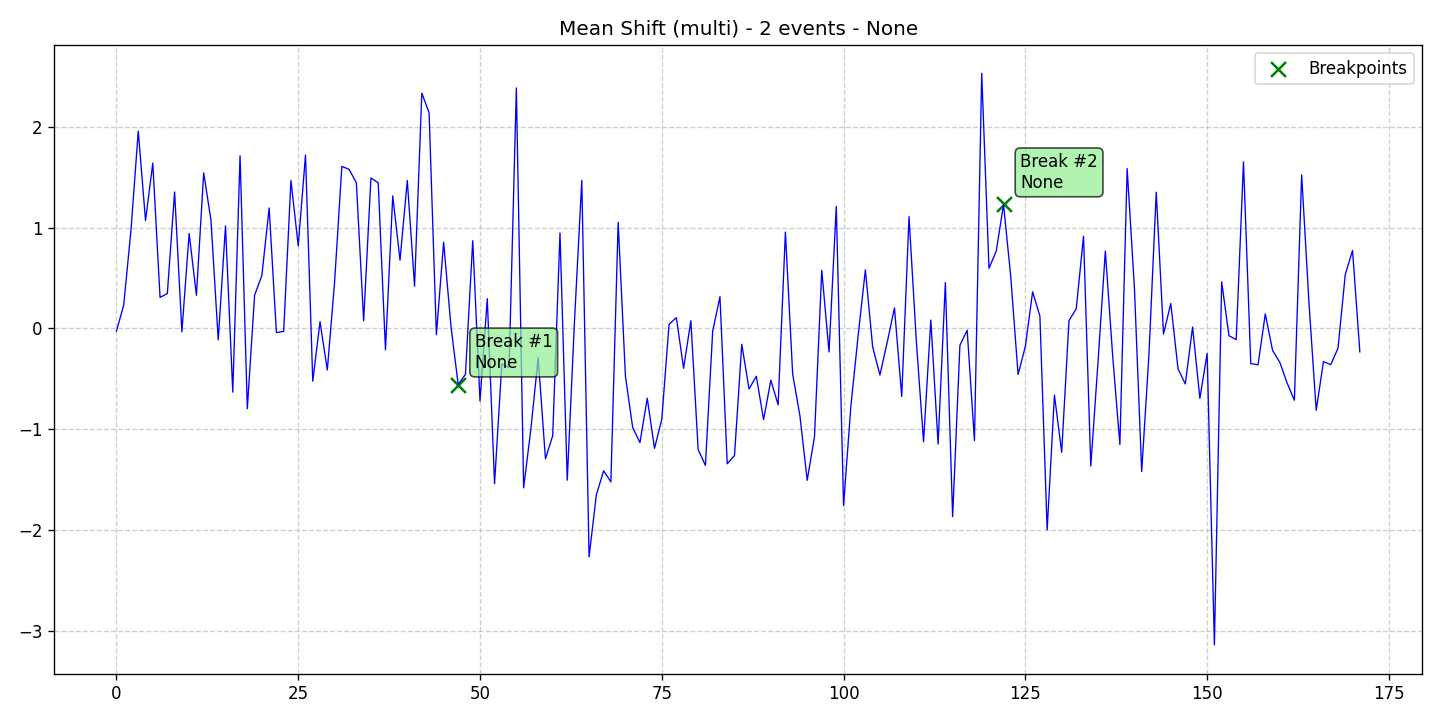 Mean Shift (multi) - 2 events - None
Breakpoints
Break #2
None
Break #1
None
2
1
0
−1
−2
−3
0
25
50
75
100
125
150
175